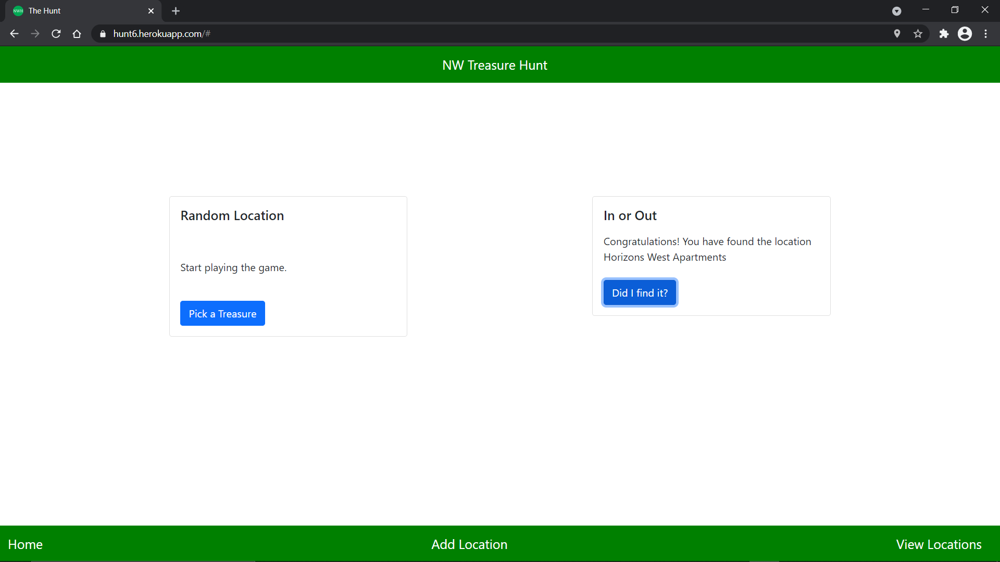 NWH The Hunt
hunt6.herokuapp.com/#
NW Treasure Hunt
Random Location
Start playing the game.
Pick a Treasure
In or Out
Congratulations! You have found the location
Horizons West Apartments
Did I find it?
Home Add Location View Locations